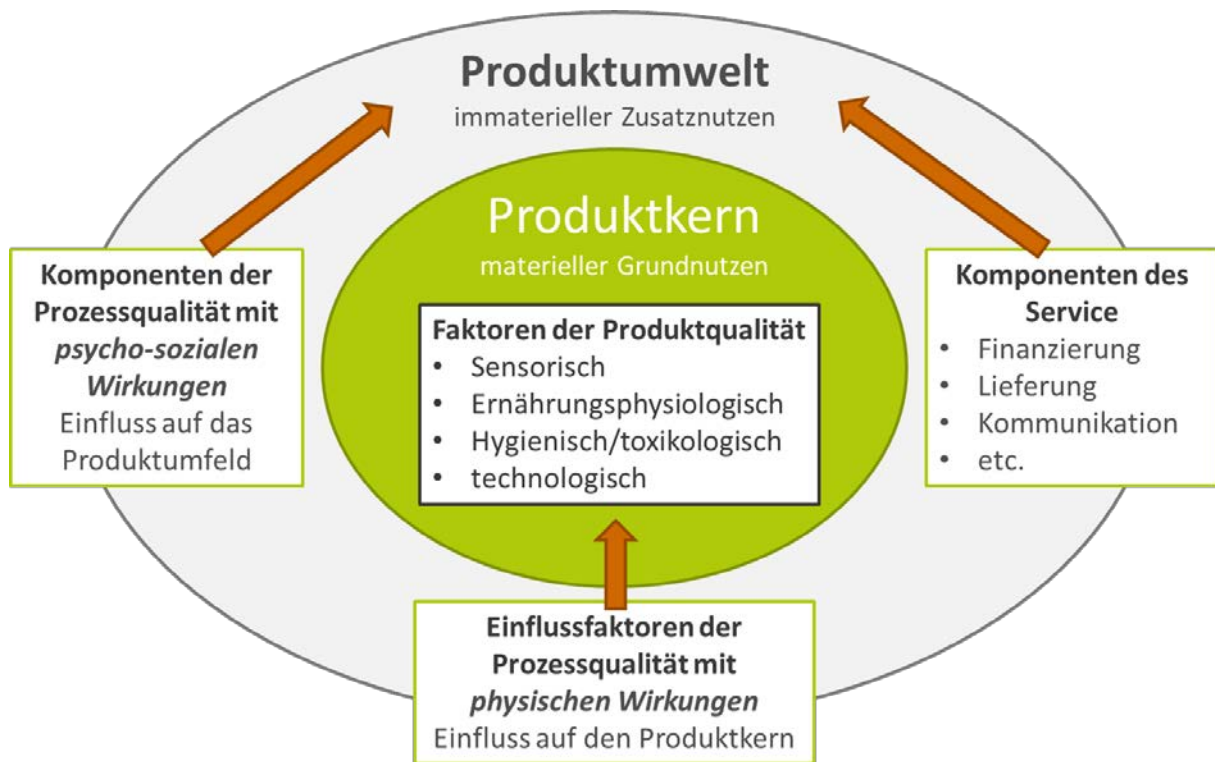 Produktumwelt
immaterieller Zusatznutzen
Produktkern
materieller Grundnutzen
Komponenten der
Prozessqualität mit
psycho-sozialen
Wirkungen
Einfluss auf das
Produktumfeld
Faktoren der Produktqualität
• Sensorisch
• Ernährungsphysiologisch
• Hygienisch/toxikologisch
• technologisch
Komponenten des
Service
• Finanzierung
• Lieferung
• Kommunikation
• etc.
Einflussfaktoren der
Prozessqualität mit
physischen Wirkungen
Einfluss auf den Produktkern